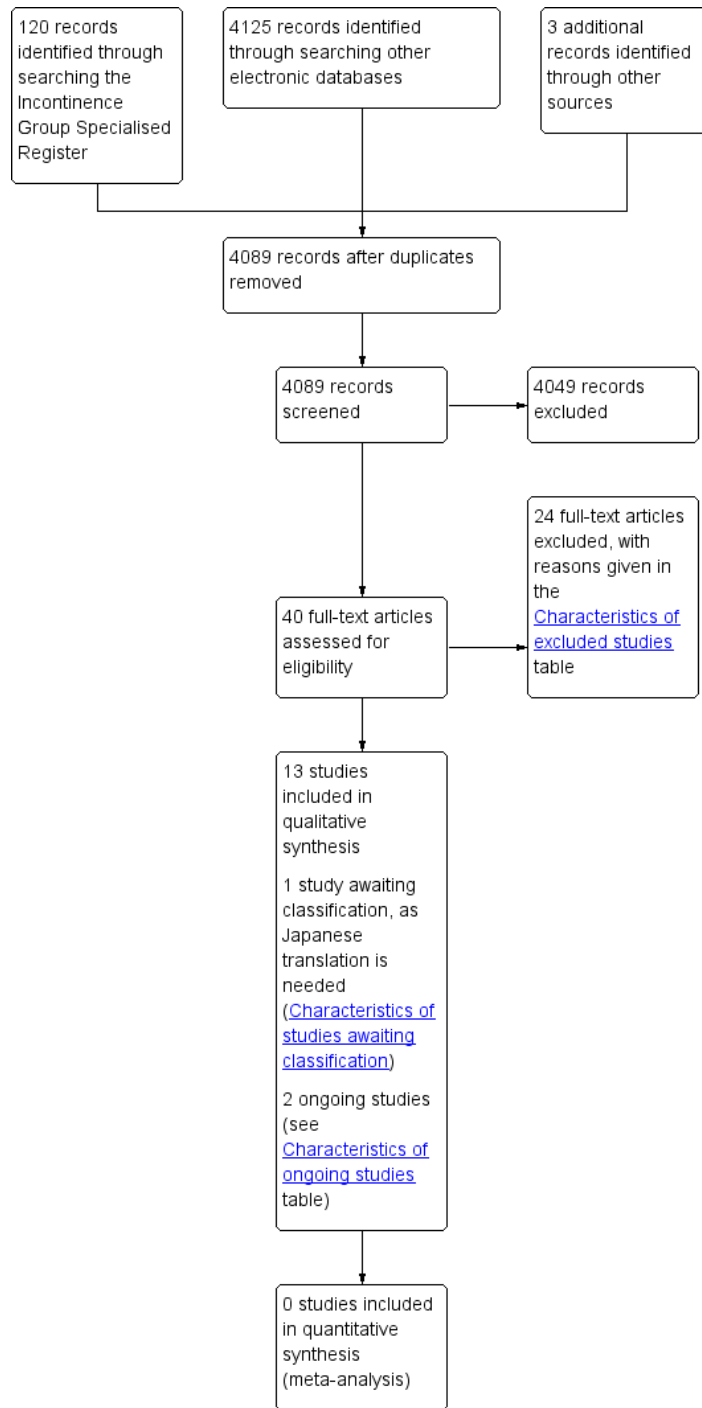 120 records
identified through
searching the
Incontinence
Group Specialised
Register
4125 records identified
through searching other
electronic databases
3 additional
records identified
through other
sources
4089 records after duplicates
removed
4089 records
screened
4049 records
excluded
24 full-text articles
excluded, with
reasons given in
the
Characteristics of
excluded studies
table
40 full-text articles
assessed for
eligibility
13 studies
included in
qualitative
synthesis
1 study awaiting
classification, as
Japanese
translation is
needed
(Characteristics of
studies awaiting
classification)
2 ongoing studies
(see
Characteristics of
ongoing studies
table)
0 studies included
in quantitative
synthesis
(meta-analysis)